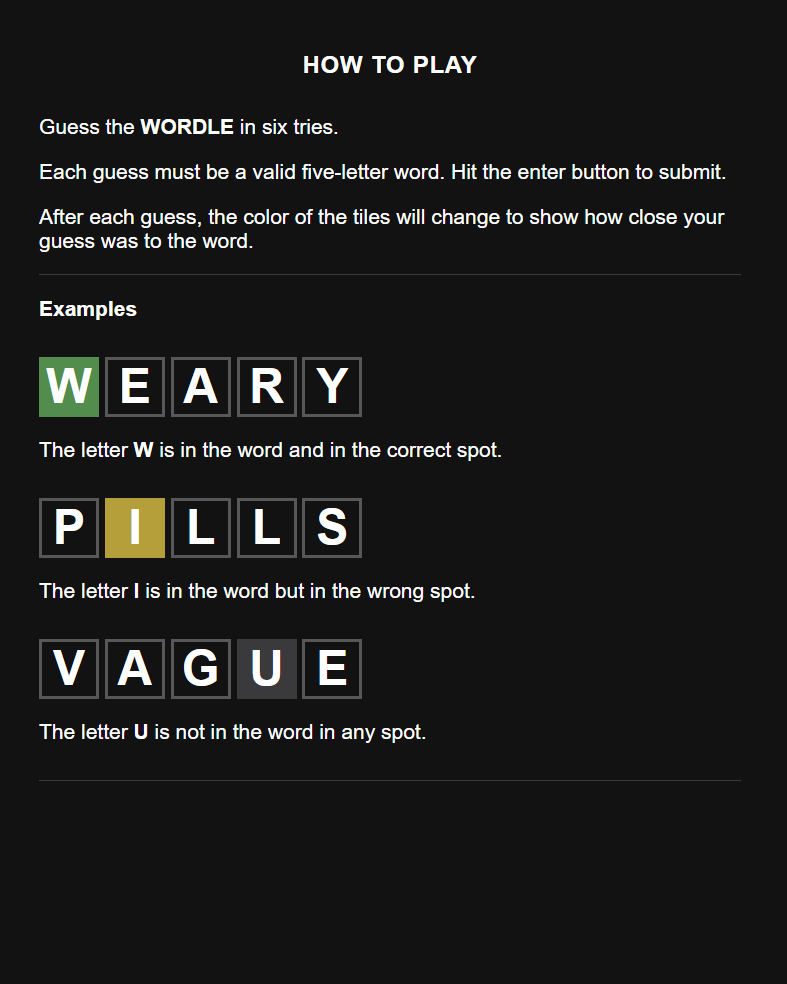 HOW TO PLAY
Guess the WORDLE in six tries.
Each guess must be a valid five-letter word. Hit the enter button to submit.
After each guess, the color of the tiles will change to show how close your
guess was to the word.
Examples
W E A R Y
The letter W is in the word and in the correct spot.
P I L L S
The letter I is in the word but in the wrong spot.
V A G U E
The letter U is not in the word in any spot.